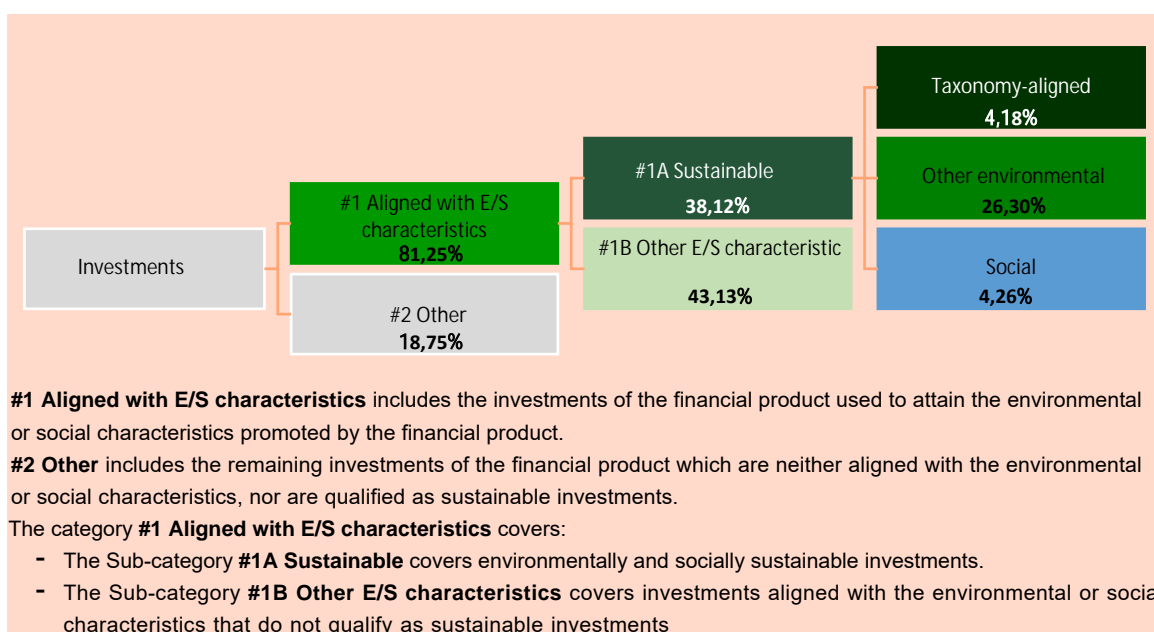 Taxonomy-aligned
4,18%
#1A Sustainable
38,12%
Other environmental
26,30%
#1 Aligned with E/S
characteristics
81,25%
#1B Other E/S characteristic
43,13%
Investments
Social
4,26%
#2 Other
18,75%
#1 Aligned with E/S characteristics includes the investments of the financial product used to attain the environmental
or social characteristics promoted by the financial product.
#2 Other includes the remaining investments of the financial product which are neither aligned with the environmental
or social characteristics, nor are qualified as sustainable investments.
The category #1 Aligned with E/S characteristics covers:
- The Sub-category #1A Sustainable covers environmentally and socially sustainable investments.
- The Sub-category #1B Other E/S characteristics covers investments aligned with the environmental or socia
characteristics that do not qualify as sustainable investments